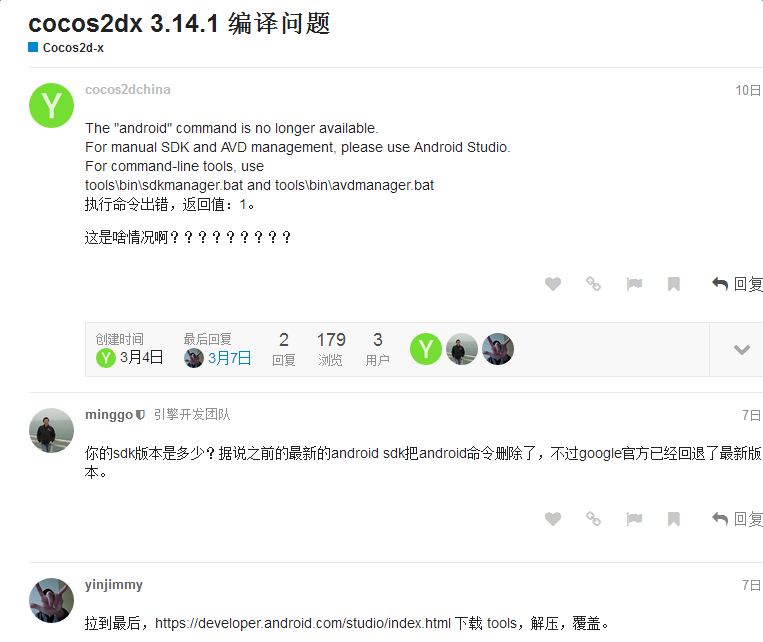 cocos2dx 3.14.1 编译问题
Cocos2d-x
Y
cocos2dchina
10日
The "android" command is no longer available.
For manual SDK and AVD management, please use Android Studio.
For command-line tools, use
tools\bin\sdkmanager.bat and tools\bin\avdmanager.bat
执行命令出错，返回值：1。
这是啥情况啊？？？？？？？？？
回复
创建时间
最后回复
2
179
3
Y
Y 3月4日
3月7日
回复
浏览
用户
minggo 引擎开发团队
7日
你的sdk版本是多少？据说之前的最新的android sdk把android命令删除了，不过google官方已经回退了最新版
本。
回复
yinjimmy
7日
拉到最后，https://developer.android.com/studio/index.html 下载 tools，解压，覆盖。